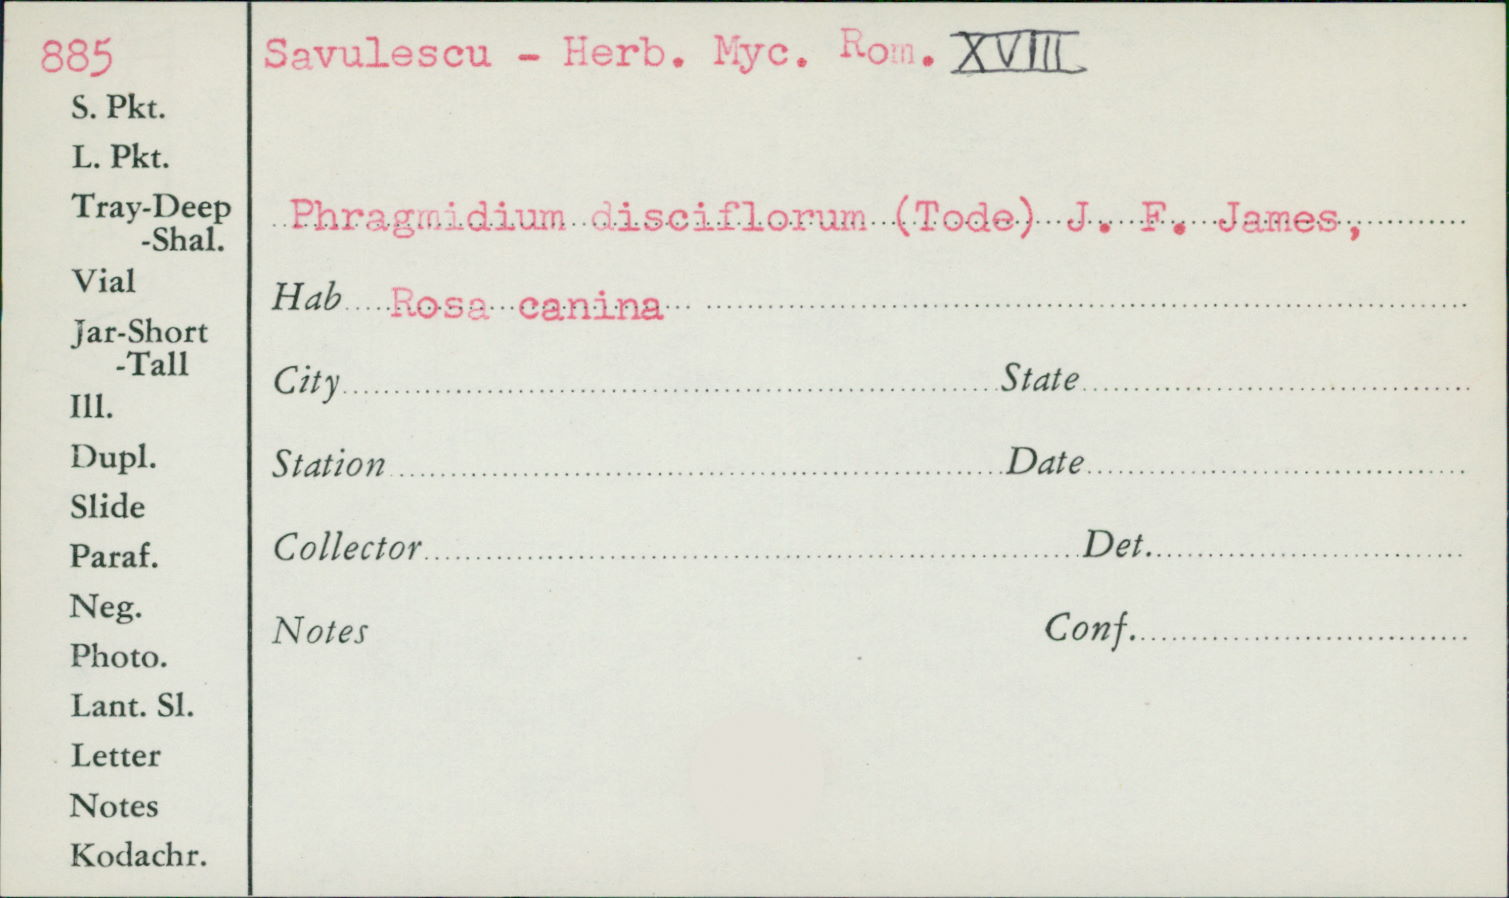 885
Savulescu - Herb. Myc. Rom. XVIII
S. Pkt.
L. Pkt.
Tray-Deep
-Shal.
Vial
Jar-Short
-Tall
Ill.
Dupl.
Slide
Paraf.
Neg.
Photo.
Lant. Sl.
Letter
Notes
Kodachr.
Phragmidium disciflorum (Tode) J. F. James,
Hab Rosa canina
City State
Station Date
Collector Det.
Notes Conf.